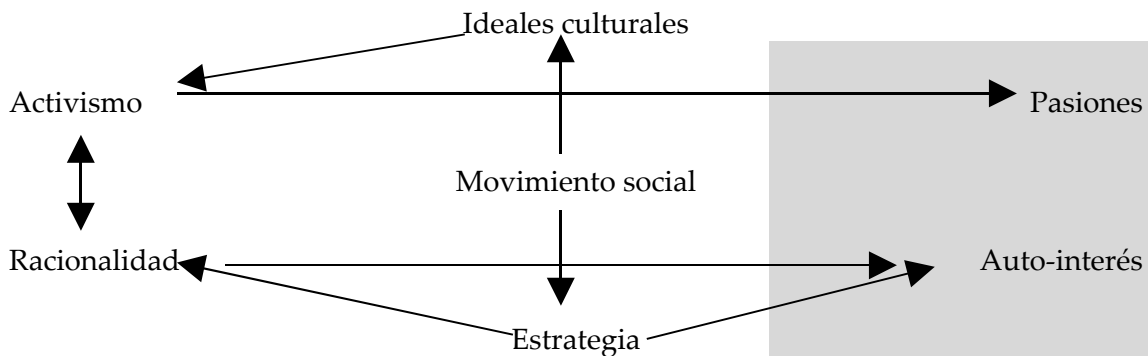 Ideales culturales
Activismo
Pasiones
Movimiento social
Racionalidad
Auto-interés
Estrategia